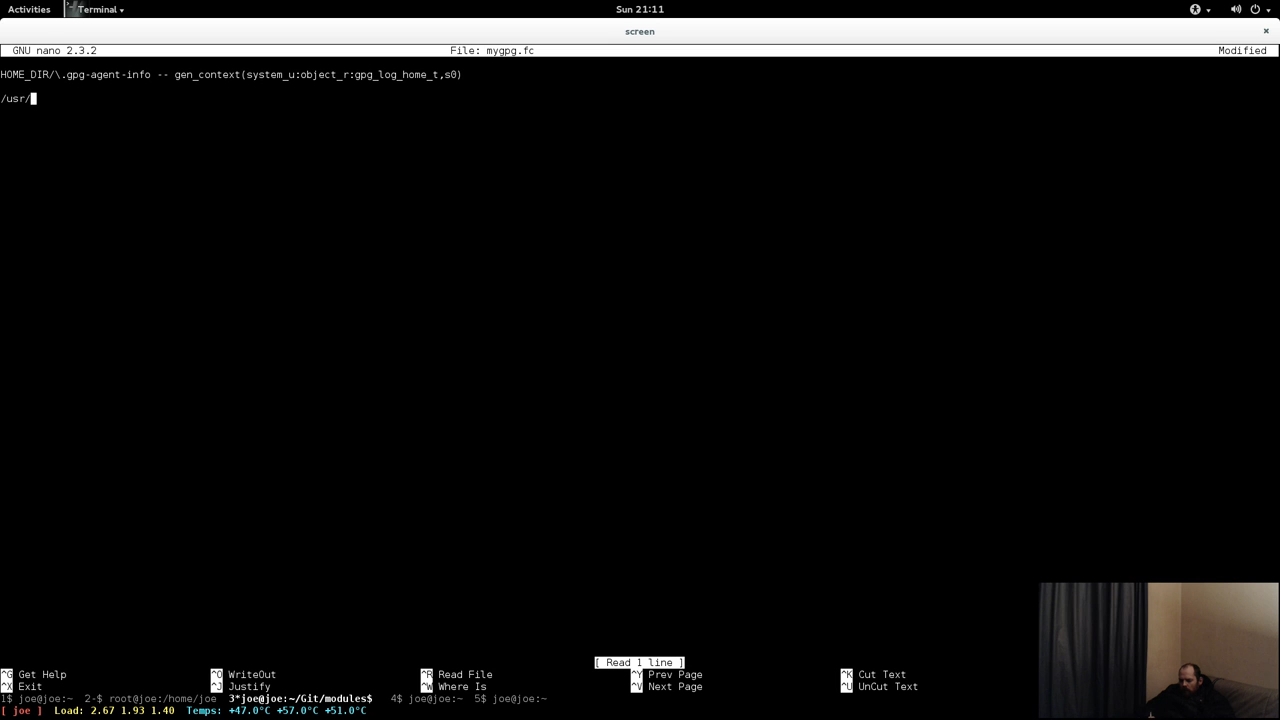 Activities Terminal Sun 21:11
screen
GNU nano 2.3.2 File: mygpg.fc Modified
HOME_DIR/\.gpg-agent-info -- gen_context(system_u:object_r:gpg_log_home_t,s0)
/usr/
[ Read 1 line ]
^G Get Help ^O WriteOut ^R Read File ^Y Prev Page ^K Cut Text
^X Exit ^J Justify ^W Where Is ^V Next Page ^U UnCut Text
1$ joe@joe:~ 2-$ root@joe:/home/joe 3*joe@joe:~/Git/modules$ 4$ joe@joe:~ 5$ joe@joe:~
[ joe ] Load: 2.67 1.93 1.40 Temps: +47.0°C +57.0°C +51.0°C